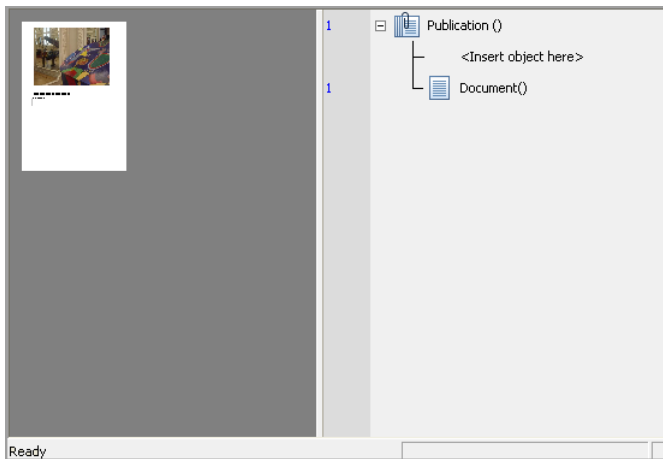 1 Publication ()
<Insert object here>
1 Document()
Ready